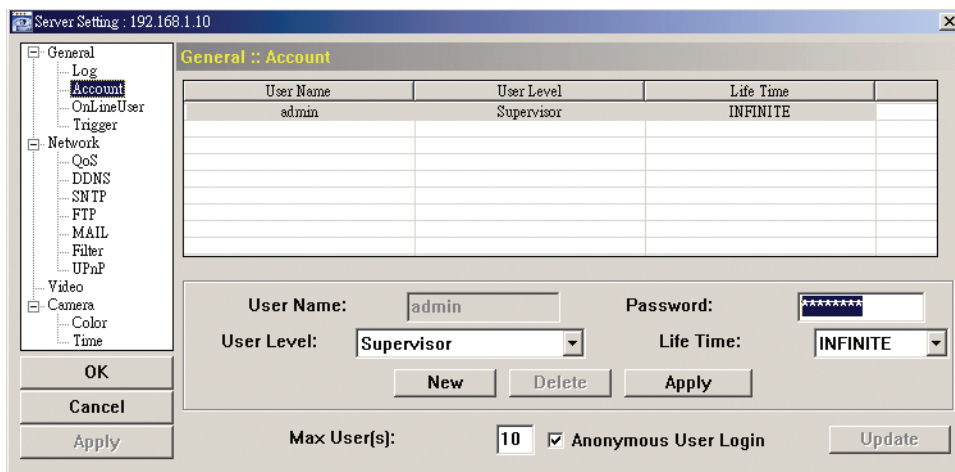 Server Setting : 192.168.1.10
General
Log
Account
OnLineUser
Trigger
Network
QoS
DDNS
SNTP
FTP
MAIL
Filter
UPnP
Video
Camera
Color
Time
OK
Cancel
Apply
General :: Account
User Name User Level Life Time
admin Supervisor INFINITE
User Name: admin Password: ********
User Level: Supervisor Life Time: INFINITE
New Delete Apply
Max User(s): 10 Anonymous User Login Update